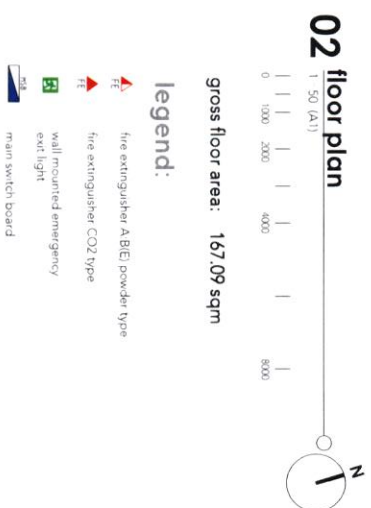 02 floor plan
1 50 (A1)
0 1000 2000 4000 8000
N
gross floor area: 167.09 sqm
legend:
FE fire extinguisher A:B(E) powder type
FE fire extinguisher CO2 type
wall mounted emergency
exit light
MSB main switch board